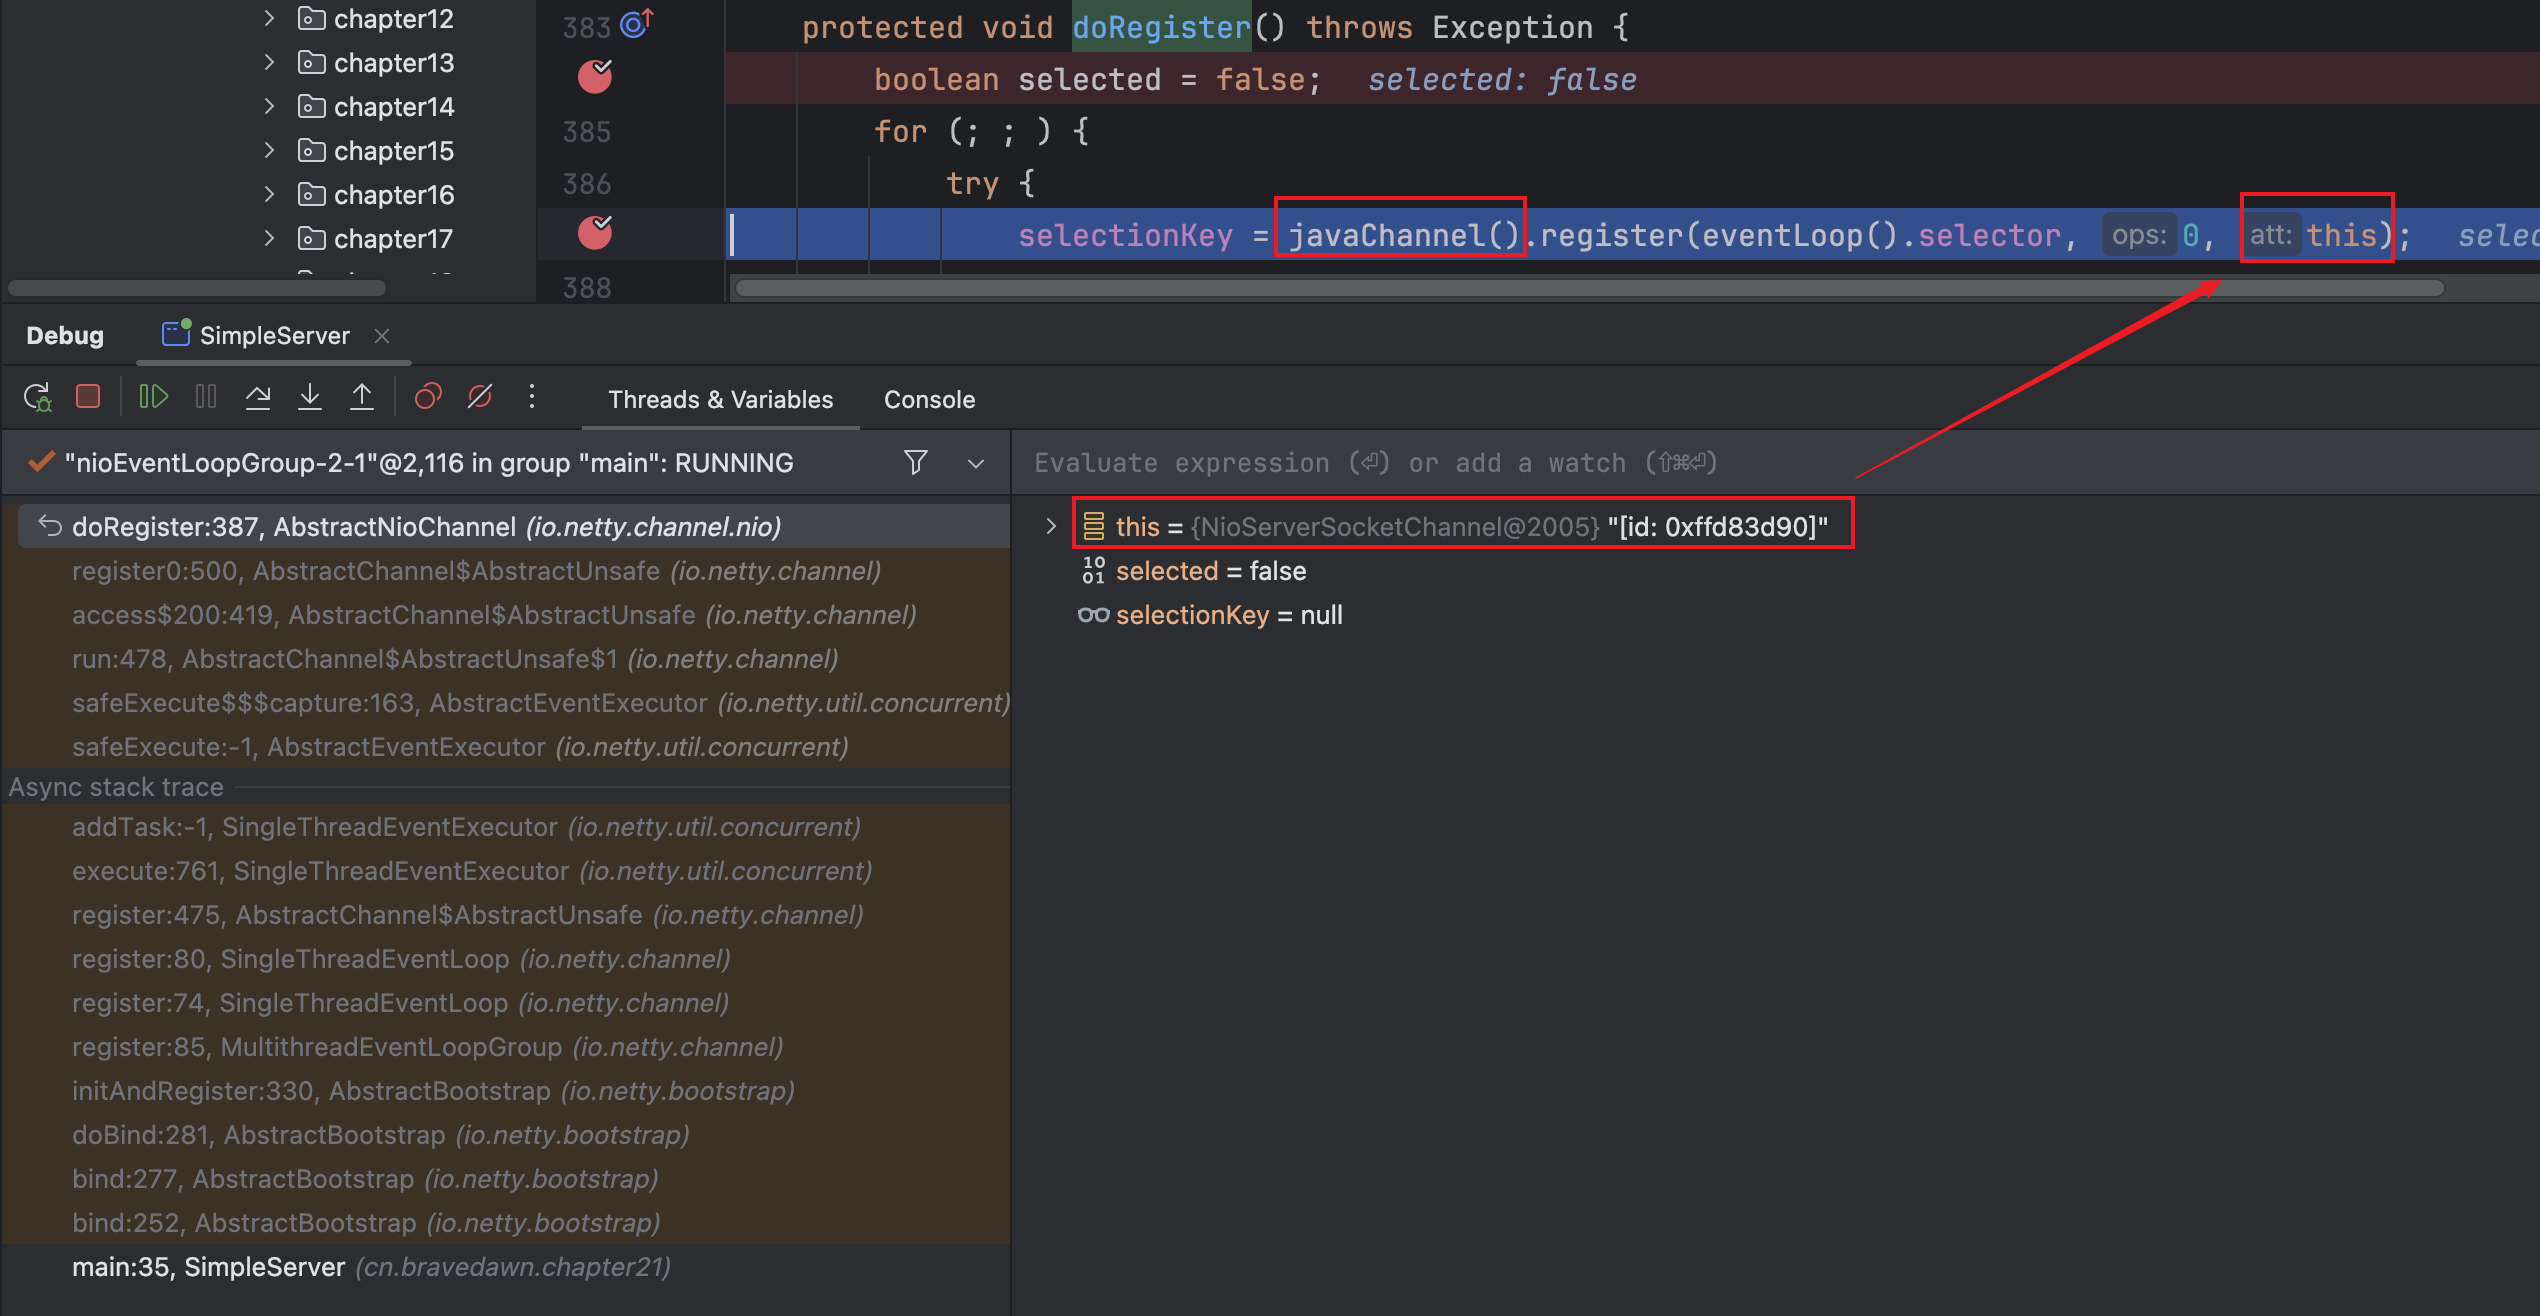 chapter12
chapter13
chapter14
chapter15
chapter16
chapter17
383 protected void doRegister() throws Exception {
boolean selected = false; selected: false
385 for (; ; ) {
386 try {
selectionKey = javaChannel().register(eventLoop().selector, ops: 0, att: this); selec
388
Debug SimpleServer
Threads & Variables Console
"nioEventLoopGroup-2-1"@2,116 in group "main": RUNNING
doRegister:387, AbstractNioChannel (io.netty.channel.nio)
register0:500, AbstractChannel$AbstractUnsafe (io.netty.channel)
access$200:419, AbstractChannel$AbstractUnsafe (io.netty.channel)
run:478, AbstractChannel$AbstractUnsafe$1 (io.netty.channel)
safeExecute$$$capture:163, AbstractEventExecutor (io.netty.util.concurrent)
safeExecute:-1, AbstractEventExecutor (io.netty.util.concurrent)
Async stack trace
addTask:-1, SingleThreadEventExecutor (io.netty.util.concurrent)
execute:761, SingleThreadEventExecutor (io.netty.util.concurrent)
register:475, AbstractChannel$AbstractUnsafe (io.netty.channel)
register:80, SingleThreadEventLoop (io.netty.channel)
register:74, SingleThreadEventLoop (io.netty.channel)
register:85, MultithreadEventLoopGroup (io.netty.channel)
initAndRegister:330, AbstractBootstrap (io.netty.bootstrap)
doBind:281, AbstractBootstrap (io.netty.bootstrap)
bind:277, AbstractBootstrap (io.netty.bootstrap)
bind:252, AbstractBootstrap (io.netty.bootstrap)
main:35, SimpleServer (cn.bravedawn.chapter21)
Evaluate expression (⏎) or add a watch (⇧⌘⏎)
this = {NioServerSocketChannel@2005} "[id: 0xffd83d90]"
selected = false
selectionKey = null